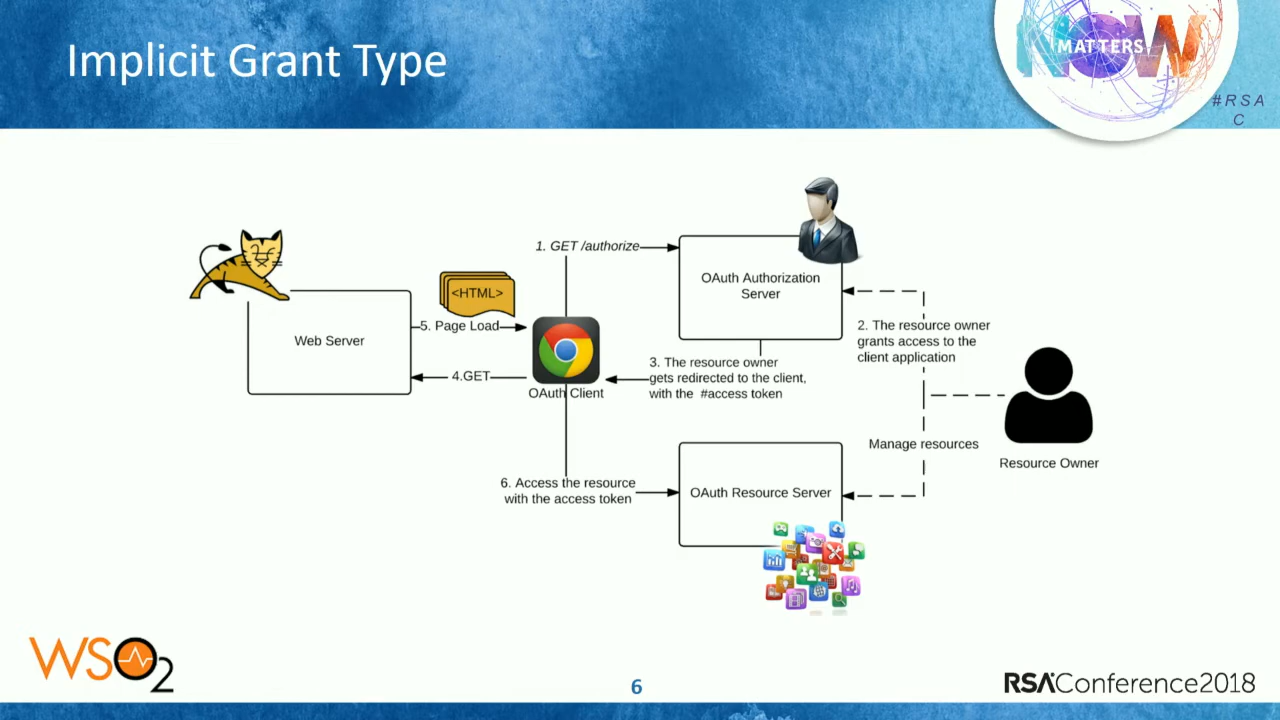 Implicit Grant Type
NOW
MATTERS
#RSA
C
1. GET /authorize
OAuth Authorization
Server
<HTML>
5. Page Load
Web Server
4.GET
OAuth Client
2. The resource owner
grants access to the
client application
3. The resource owner
gets redirected to the client,
with the #access token
Manage resources
Resource Owner
6. Access the resource
with the access token
OAuth Resource Server
WSO2
6
RSAConference2018